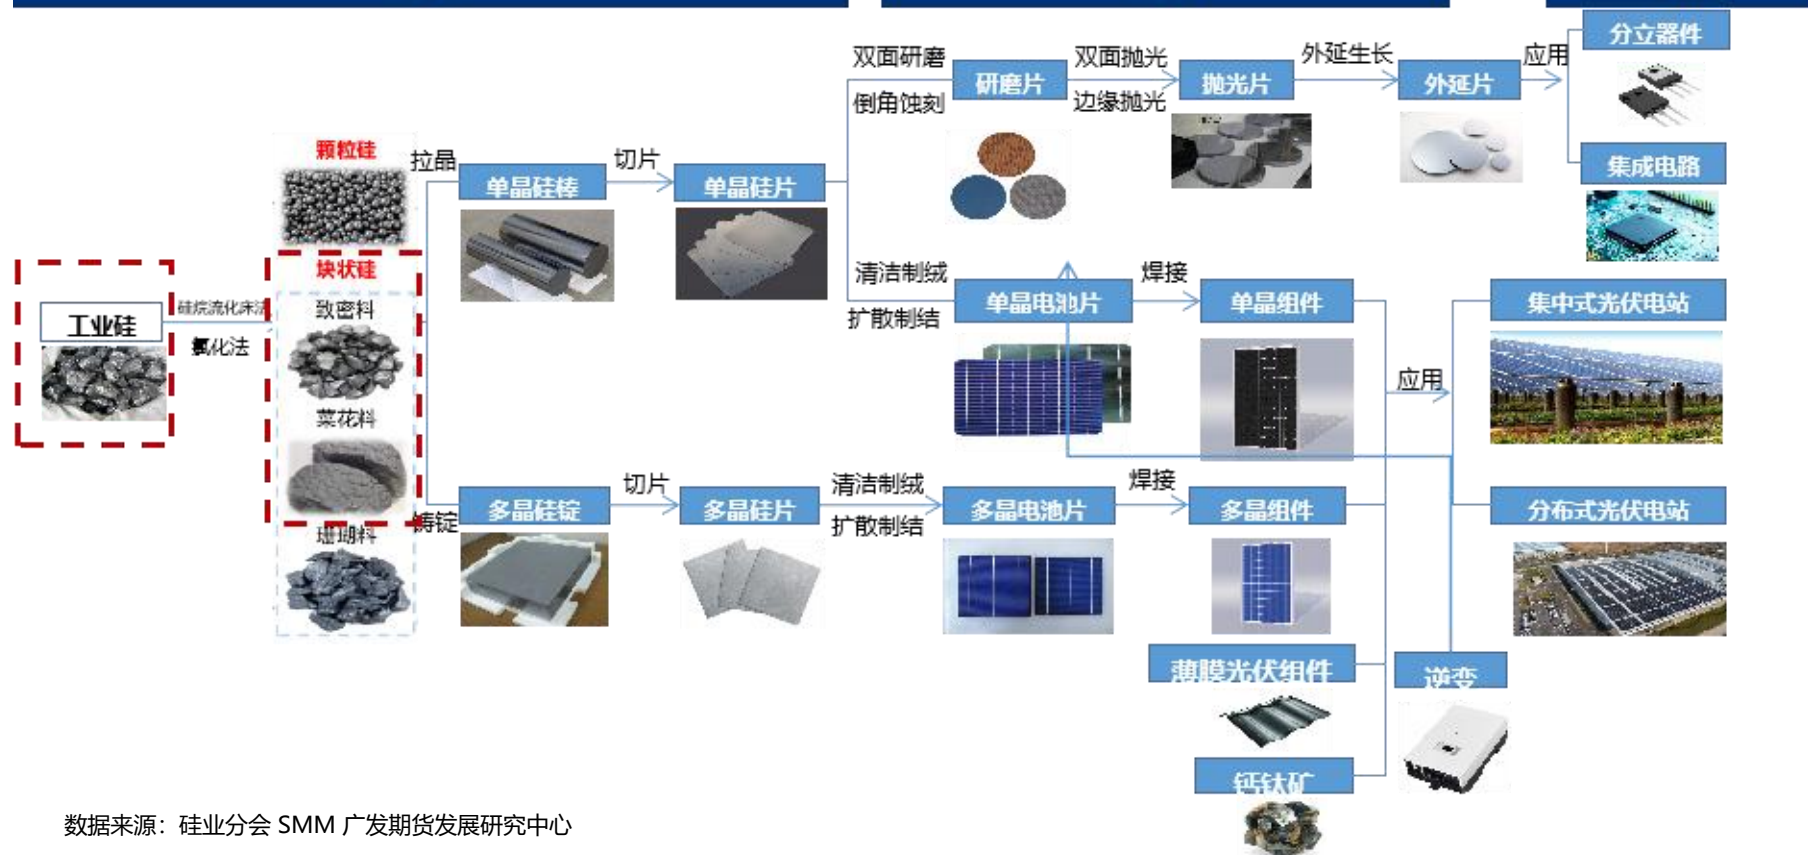 双面研磨
倒角蚀刻
研磨片
双面抛光
边缘抛光
抛光片
外延生长
外延片
应用
分立器件
集成电路
颗粒硅
拉晶
单晶硅棒
切片
单晶硅片
块状硅
工业硅
硅烷流化床法
氯化法
致密料
菜花料
珊瑚料
清洁制绒
扩散制结
单晶电池片
焊接
单晶组件
应用
集中式光伏电站
铸锭
多晶硅锭
切片
多晶硅片
清洁制绒
扩散制结
多晶电池片
焊接
多晶组件
分布式光伏电站
薄膜光伏组件
逆变
钙钛矿
数据来源：硅业分会 SMM 广发期货发展研究中心